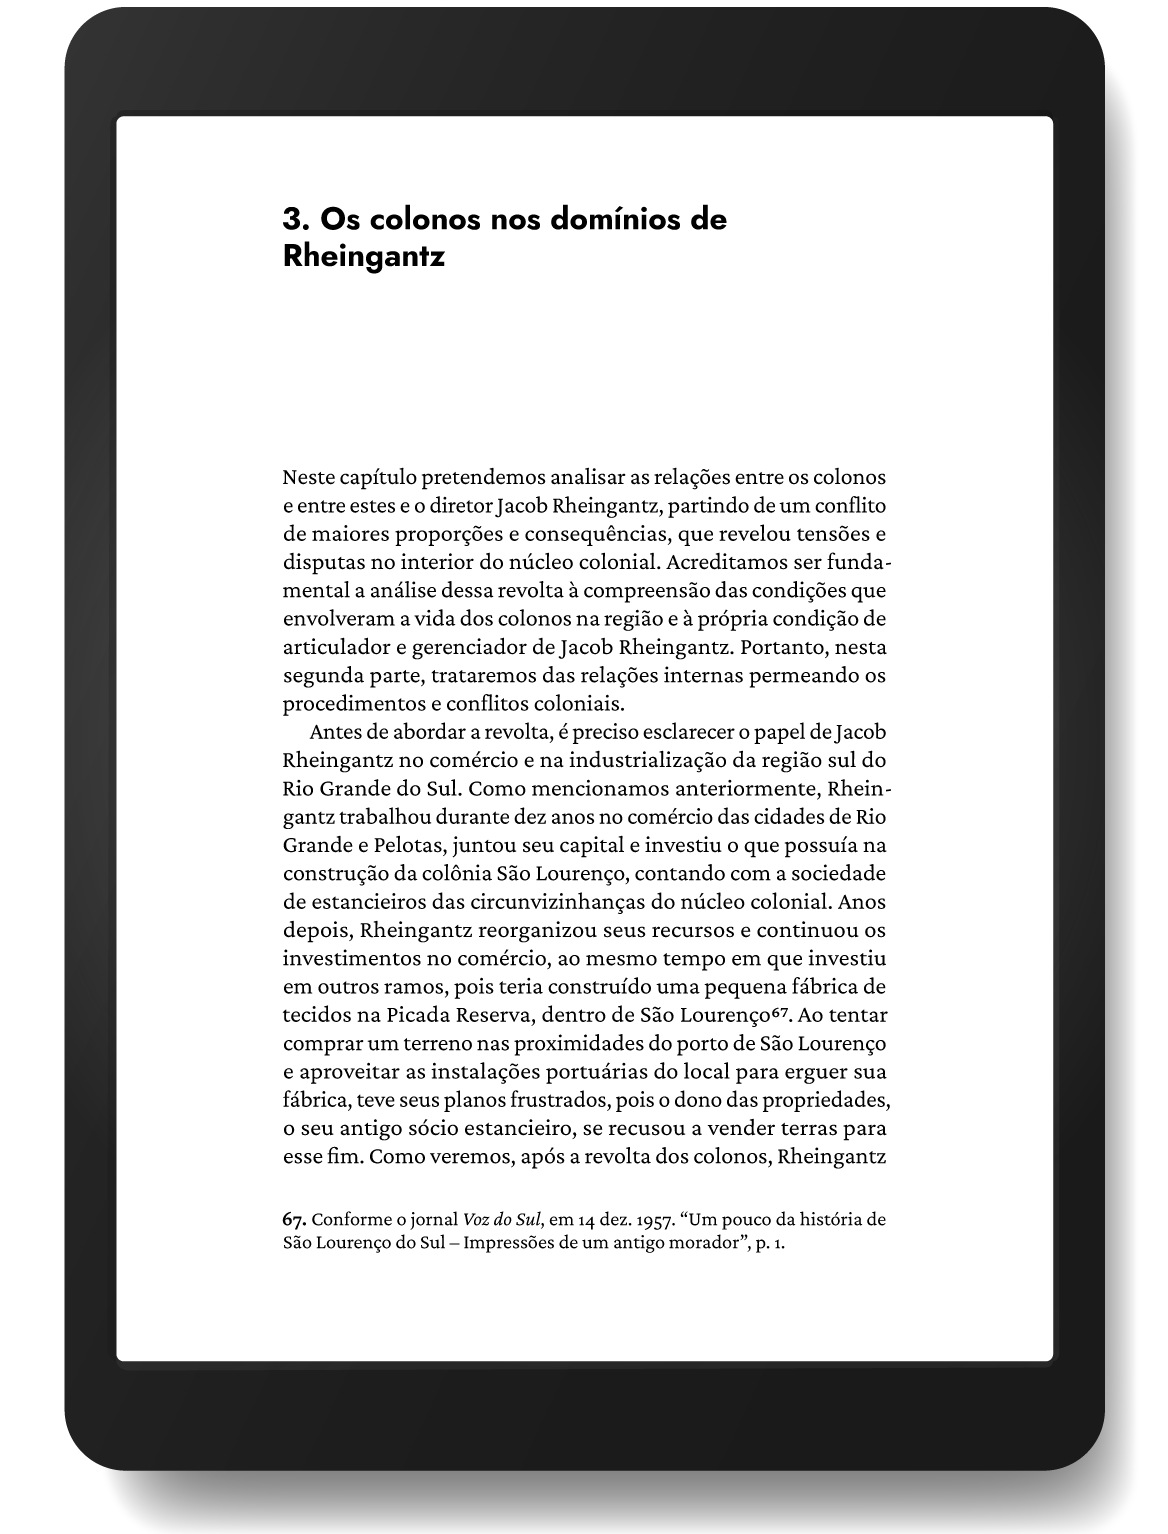 3. Os colonos nos domínios de
Rheingantz
Neste capítulo pretendemos analisar as relações entre os colonos
e entre estes e o diretor Jacob Rheingantz, partindo de um conflito
de maiores proporções e consequências, que revelou tensões e
disputas no interior do núcleo colonial. Acreditamos ser funda-
mental a análise dessa revolta à compreensão das condições que
envolveram a vida dos colonos na região e à própria condição de
articulador e gerenciador de Jacob Rheingantz. Portanto, nesta
segunda parte, trataremos das relações internas permeando os
procedimentos e conflitos coloniais.
Antes de abordar a revolta, é preciso esclarecer o papel de Jacob
Rheingantz no comércio e na industrialização da região sul do
Rio Grande do Sul. Como mencionamos anteriormente, Rhein-
gantz trabalhou durante dez anos no comércio das cidades de Rio
Grande e Pelotas, juntou seu capital e investiu o que possuía na
construção da colônia São Lourenço, contando com a sociedade
de estancieiros das circunvizinhanças do núcleo colonial. Anos
depois, Rheingantz reorganizou seus recursos e continuou os
investimentos no comércio, ao mesmo tempo em que investiu
em outros ramos, pois teria construído uma pequena fábrica de
tecidos na Picada Reserva, dentro de São Lourenço⁶⁷. Ao tentar
comprar um terreno nas proximidades do porto de São Lourenço
e aproveitar as instalações portuárias do local para erguer sua
fábrica, teve seus planos frustrados, pois o dono das propriedades,
o seu antigo sócio estancieiro, se recusou a vender terras para
esse fim. Como veremos, após a revolta dos colonos, Rheingantz
67. Conforme o jornal Voz do Sul, em 14 dez. 1957. “Um pouco da história de
São Lourenço do Sul – Impressões de um antigo morador”, p. 1.